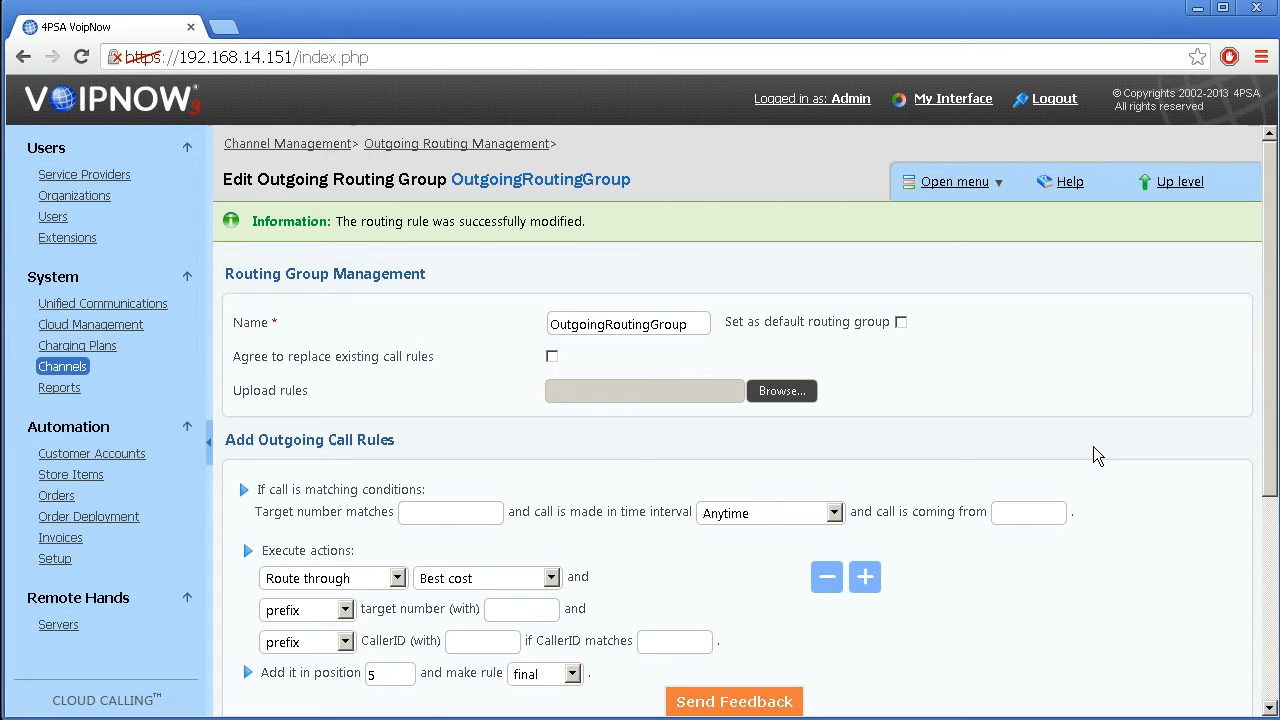 4PSA VoipNow
https://192.168.14.151/index.php
VOIPNOW® 3
Logged in as: Admin
My Interface
Logout
© Copyrights 2002-2013 4PSA.
All rights reserved
Users
Service Providers
Organizations
Users
Extensions
System
Unified Communications
Cloud Management
Charging Plans
Channels
Reports
Automation
Customer Accounts
Store Items
Orders
Order Deployment
Invoices
Setup
Remote Hands
Servers
CLOUD CALLING™
Channel Management> Outgoing Routing Management>
Edit Outgoing Routing Group OutgoingRoutingGroup
Open menu
Help
Up level
Information: The routing rule was successfully modified.
Routing Group Management
Name * OutgoingRoutingGroup Set as default routing group
Agree to replace existing call rules
Upload rules Browse...
Add Outgoing Call Rules
If call is matching conditions:
Target number matches and call is made in time interval Anytime and call is coming from .
Execute actions:
Route through Best cost and
prefix target number (with) and
prefix CallerID (with) if CallerID matches .
Add it in position 5 and make rule final .
Send Feedback